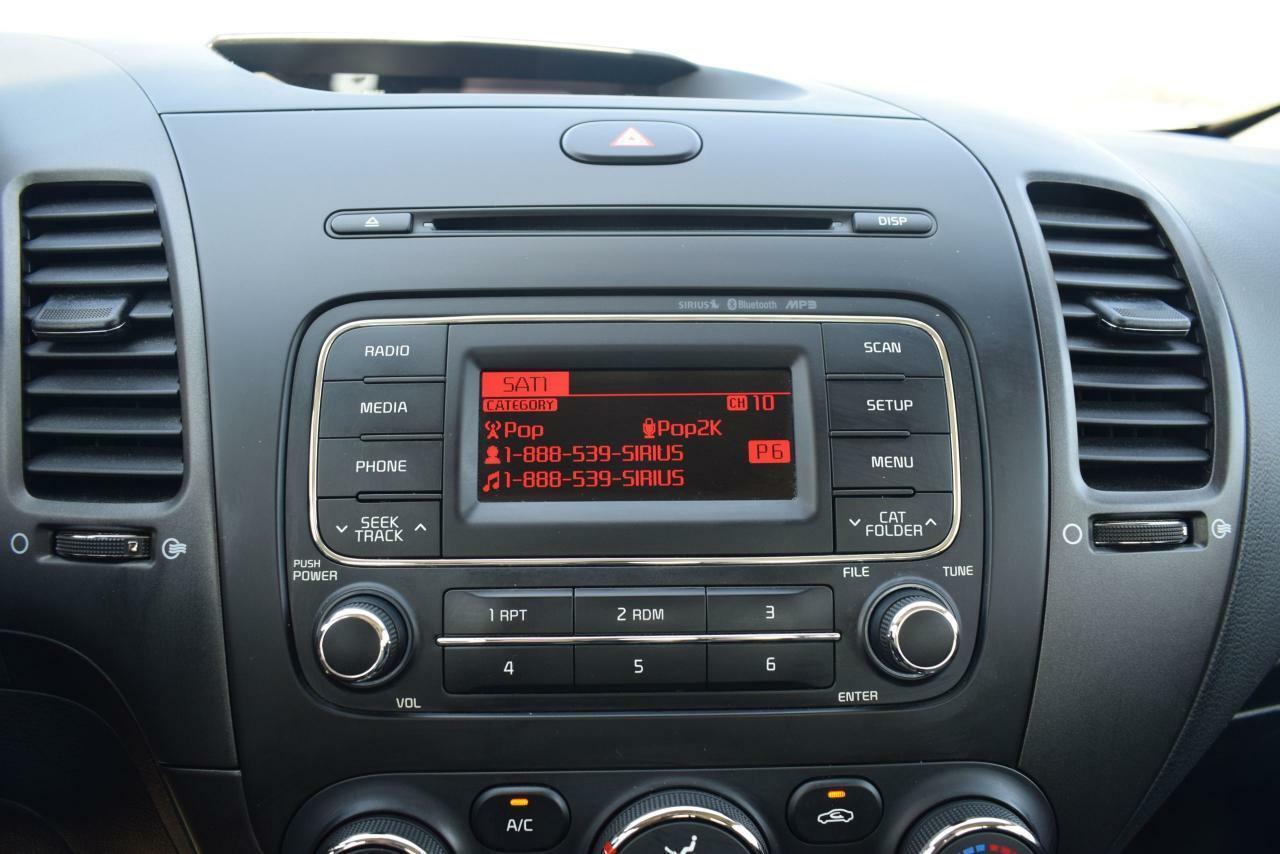 DISP
SIRIUS Bluetooth MP3
RADIO
MEDIA
PHONE
SEEK
TRACK
SAT1
CATEGORY
CH 10
Pop
Pop2K
1-888-539-SIRIUS
P6
1-888-539-SIRIUS
SCAN
SETUP
MENU
CAT
FOLDER
PUSH
POWER
VOL
1 RPT
2 RDM
3
4
5
6
FILE
TUNE
ENTER
A/C